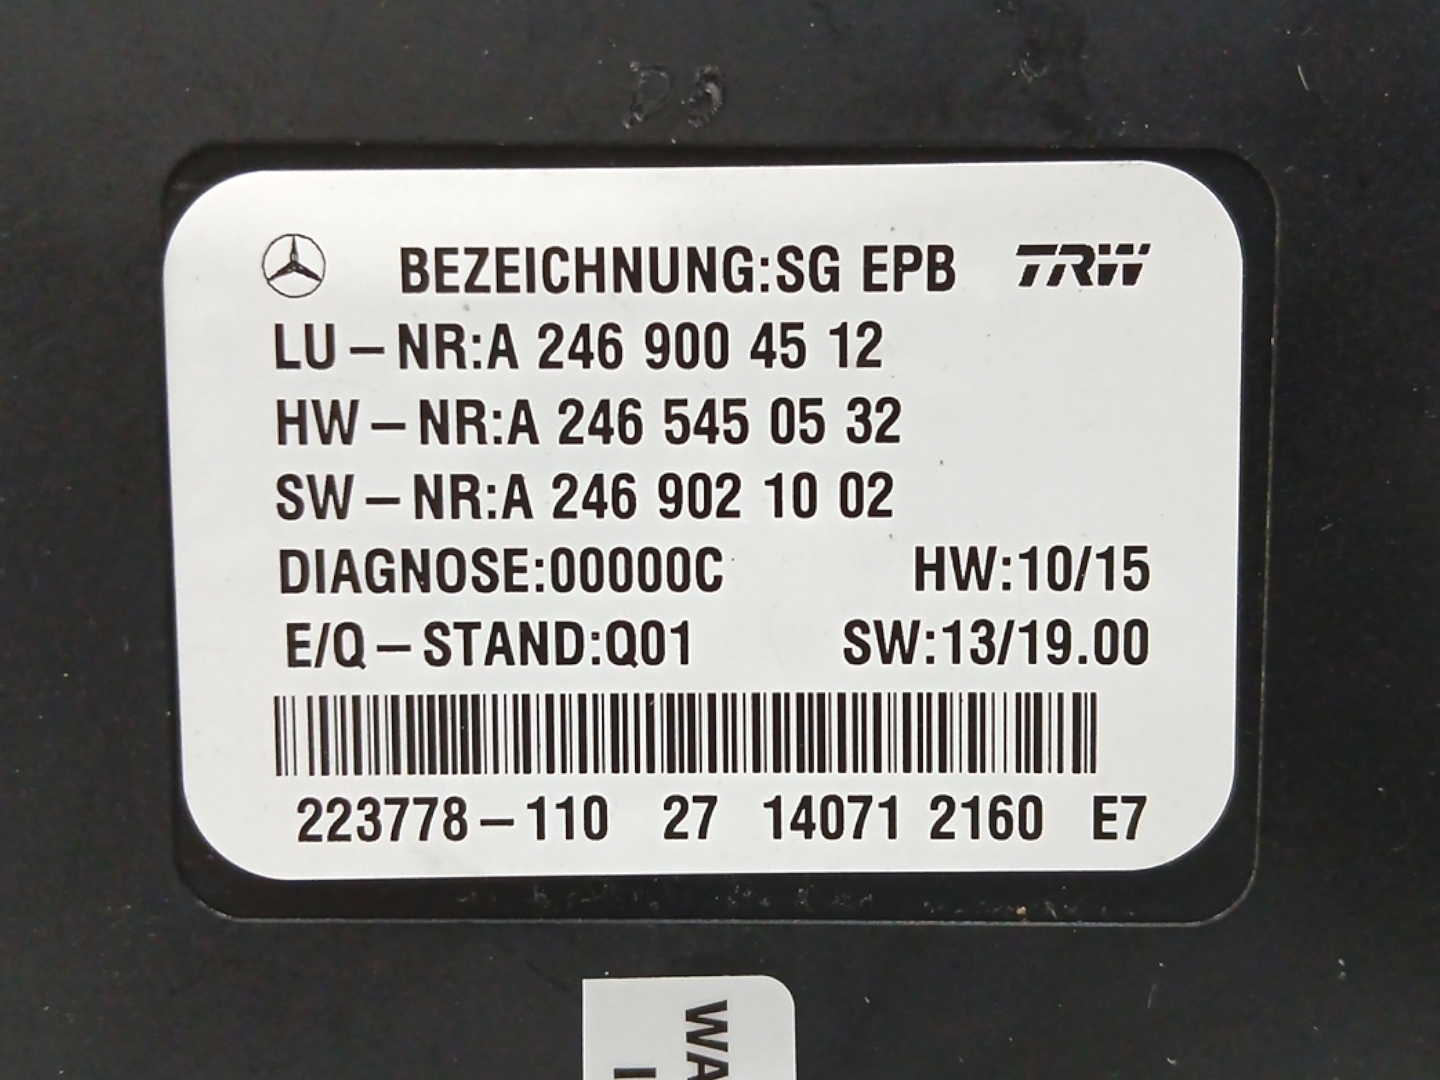 BEZEICHNUNG:SG EPB TRW
LU-NR:A 246 900 45 12
HW-NR:A 246 545 05 32
SW-NR:A 246 902 10 02
DIAGNOSE:00000C HW:10/15
E/Q-STAND:Q01 SW:13/19.00
223778-110 27 14071 2160 E7